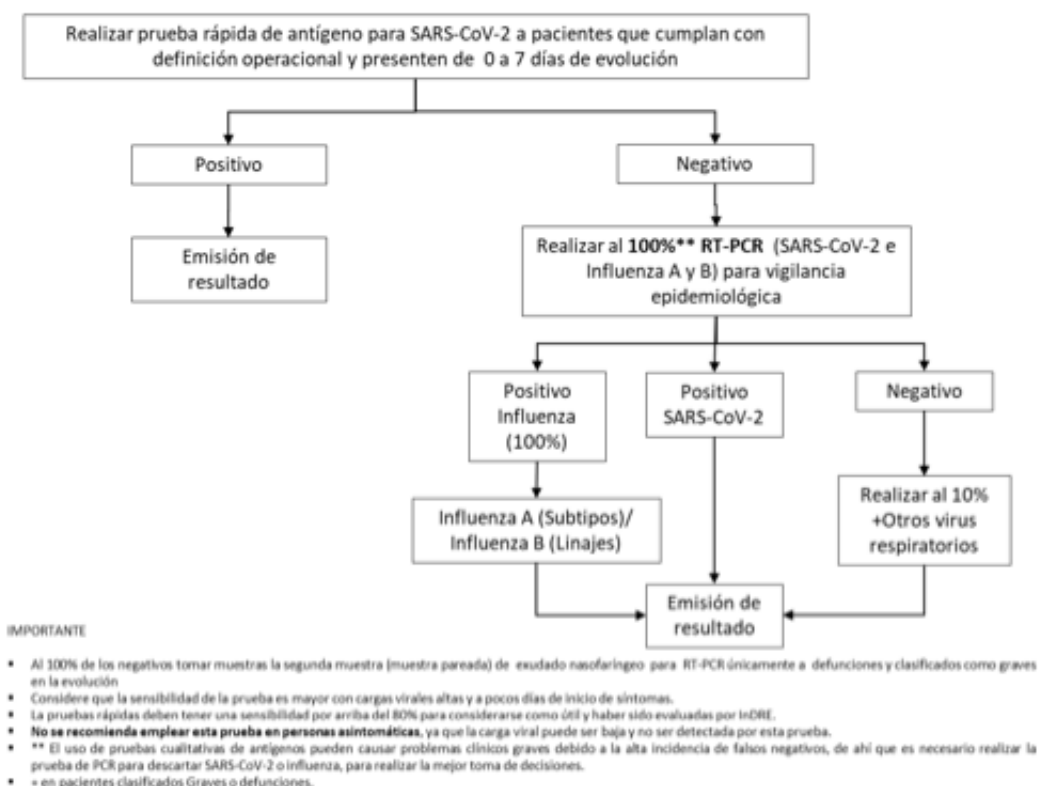 Realizar prueba rápida de antígeno para SARS-CoV-2 a pacientes que cumplan con
definición operacional y presenten de 0 a 7 días de evolución
Positivo
Negativo
Emisión de
resultado
Realizar al 100%** RT-PCR (SARS-CoV-2 e
Influenza A y B) para vigilancia
epidemiológica
Positivo
Influenza
(100%)
Positivo
SARS-CoV-2
Negativo
Influenza A (Subtipos)/
Influenza B (Linajes)
Realizar al 10%
+Otros virus
respiratorios
Emisión de
resultado
IMPORTANTE
▪ Al 100% de los negativos tomar muestras la segunda muestra (muestra pareada) de exudado nasofaríngeo para RT-PCR únicamente a defunciones y clasificados como graves
en la evolución
▪ Considere que la sensibilidad de la prueba es mayor con cargas virales altas y a pocos días de inicio de síntomas.
▪ La pruebas rápidas deben tener una sensibilidad por arriba del 80% para considerarse como útil y haber sido evaluadas por InDRE.
▪ No se recomienda emplear esta prueba en personas asintomáticas, ya que la carga viral puede ser baja y no ser detectada por esta prueba.
▪ ** El uso de pruebas cualitativas de antígenos pueden causar problemas clínicos graves debido a la alta incidencia de falsos negativos, de ahí que es necesario realizar la
prueba de PCR para descartar SARS-CoV-2 o influenza, para realizar la mejor toma de decisiones.
▪ + en pacientes clasificados Graves o defunciones.